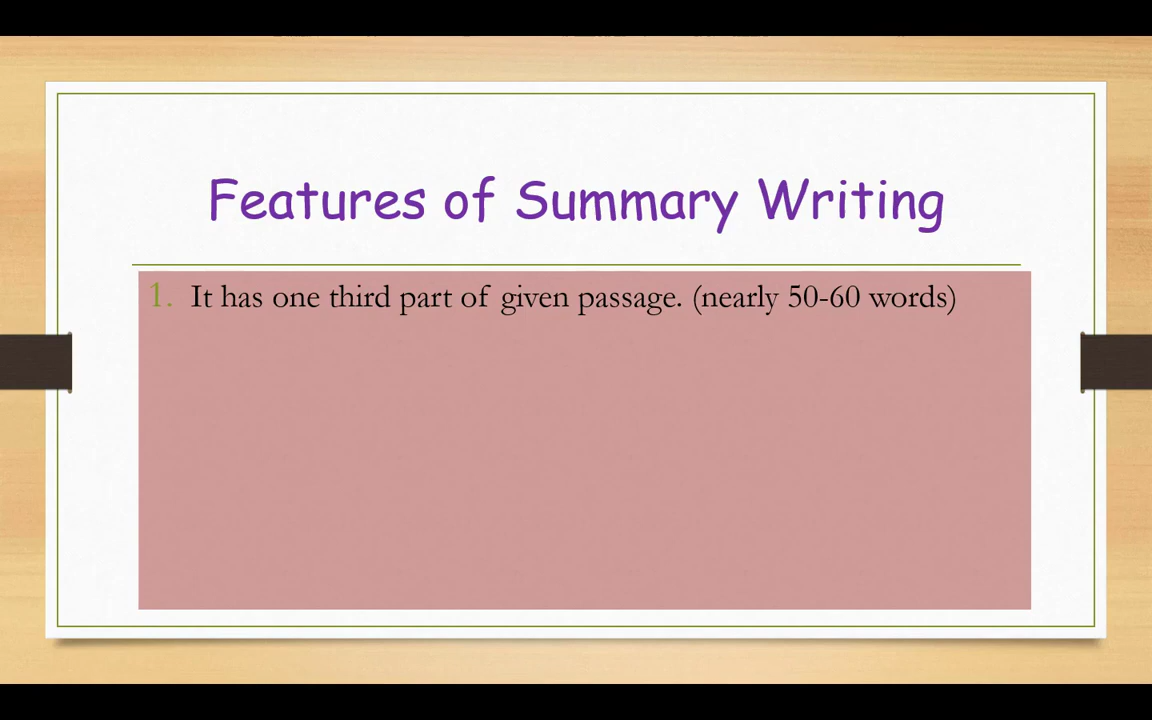 Features of Summary Writing
1. It has one third part of given passage. (nearly 50-60 words)